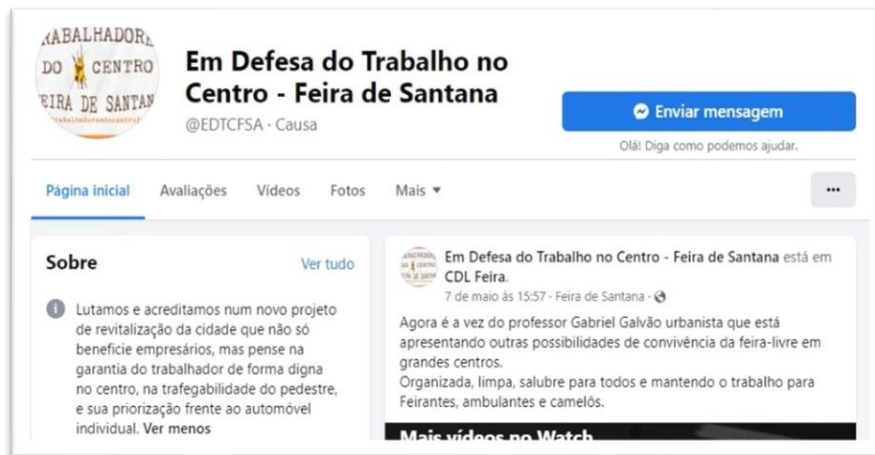 RABALHADOR
DO CENTRO
EIRA DE SANTAN
Em Defesa do Trabalho no
Centro - Feira de Santana
@EDTCFSA · Causa
Enviar mensagem
Olá! Diga como podemos ajudar.
Página inicial Avaliações Vídeos Fotos Mais
Sobre Ver tudo
Lutamos e acreditamos num novo projeto
de revitalização da cidade que não só
beneficie empresários, mas pense na
garantia do trabalhador de forma digna
no centro, na trafegabilidade do pedestre,
e sua priorização frente ao automóvel
individual. Ver menos
Em Defesa do Trabalho no Centro - Feira de Santana está em
CDL Feira.
7 de maio às 15:57 · Feira de Santana ·
Agora é a vez do professor Gabriel Galvão urbanista que está
apresentando outras possibilidades de convivência da feira-livre em
grandes centros.
Organizada, limpa, salubre para todos e mantendo o trabalho para
Feirantes, ambulantes e camelôs.
Mais vídeos no Watch